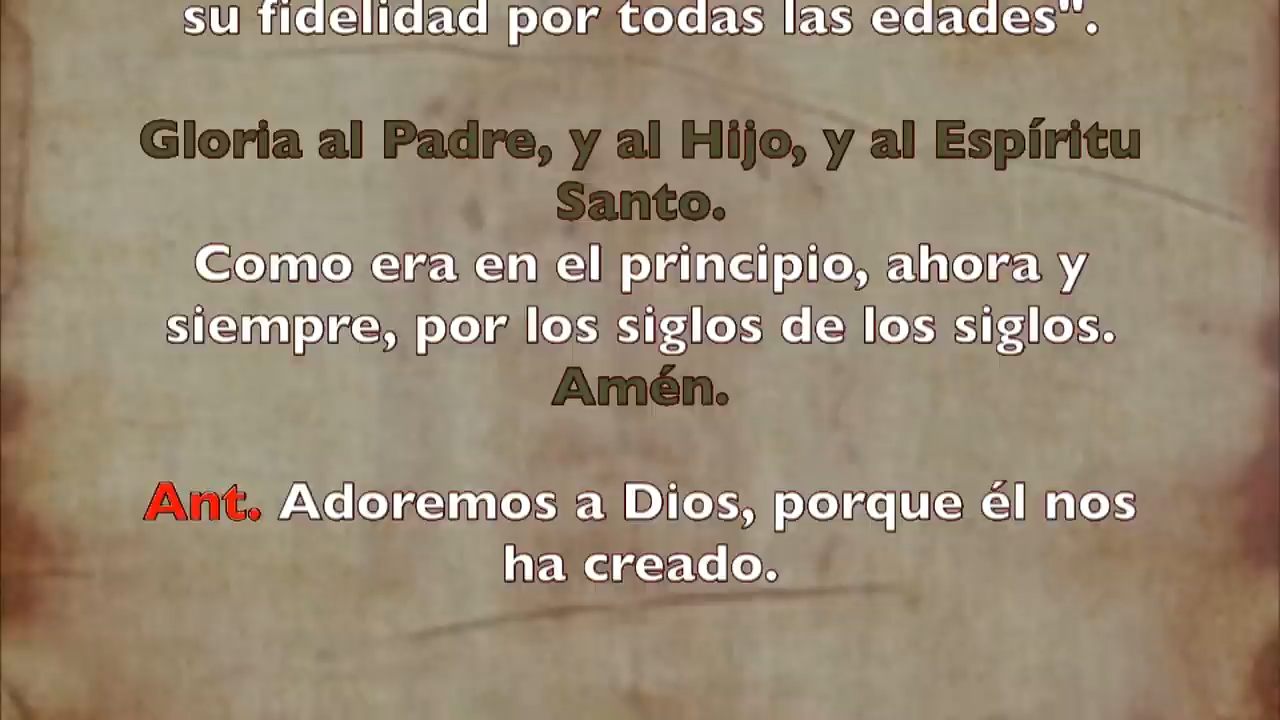 su fidelidad por todas las edades".
Gloria al Padre, y al Hijo, y al Espíritu
Santo.
Como era en el principio, ahora y
siempre, por los siglos de los siglos.
Amén.
Ant. Adoremos a Dios, porque él nos
ha creado.